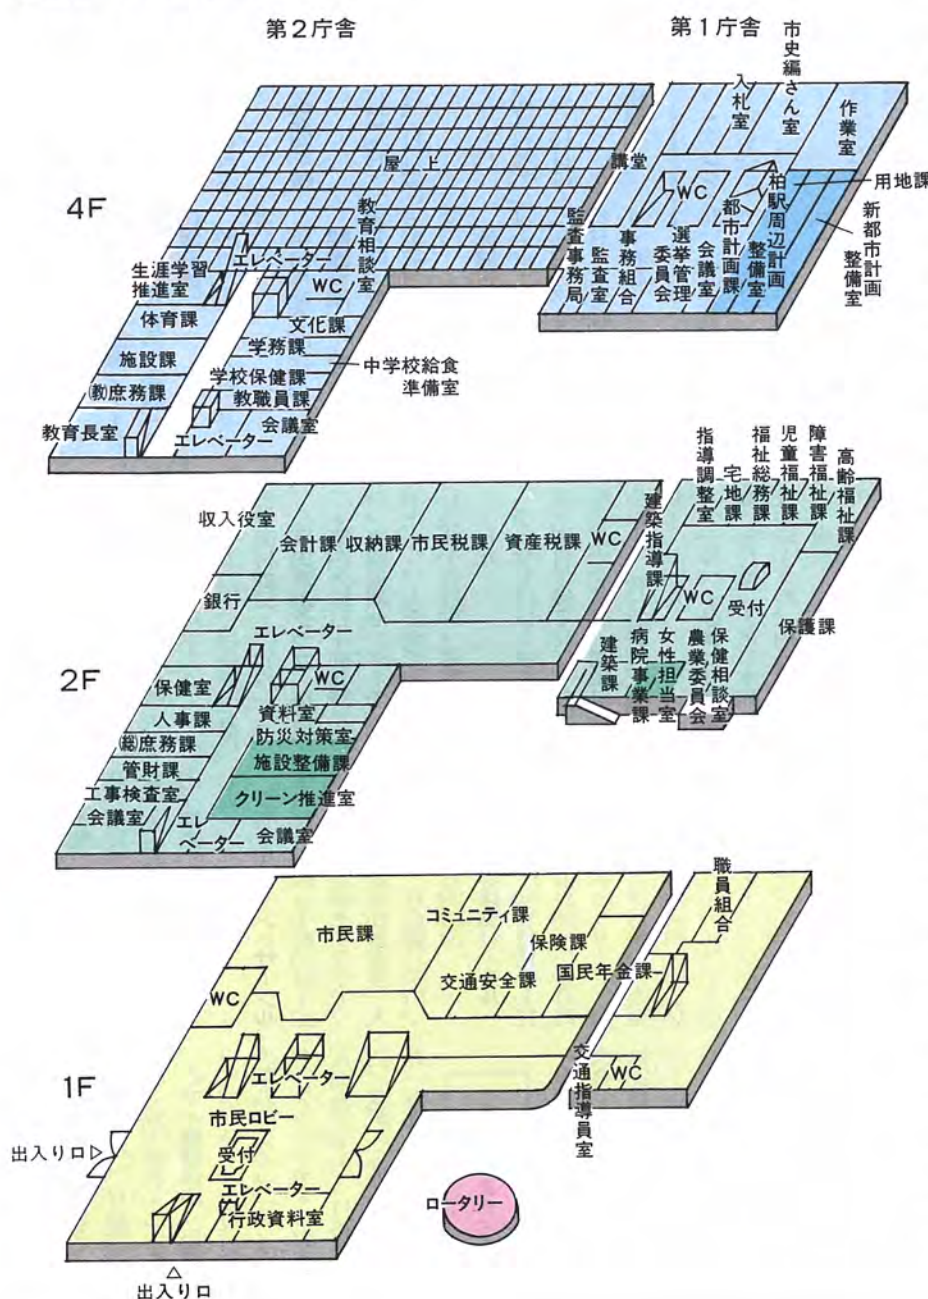 第2庁舎
第1庁舎
4F
屋上
エレベーター
教育相談室
生涯学習
推進室
WC
体育課
文化課
学務課
施設課
学校保健課
中学校給食
準備室
㋷庶務課
教職員課
教育長室
エレベーター
会議室
入札室
市史編さん室
作業室
講堂
WC
用地課
監査事務局
監査室
事務組合
選挙管理
委員会
会議室
都市計画課
柏駅周辺計画
整備室
新都市計画
整備室
2F
収入役室
会計課
収納課
市民税課
資産税課
WC
銀行
エレベーター
保健室
WC
資料室
人事課
防災対策室
㋷庶務課
施設整備課
管財課
工事検査室
クリーン推進室
会議室
エレ
ベーター
会議室
建築指導課
指導調整室
宅地課
福祉総務課
児童福祉課
障害福祉課
高齢福祉課
WC
受付
保護課
建築課
病院事業課
女性担当室
農業委員会
保健相談室
1F
市民課
コミュニティ課
保険課
交通安全課
国民年金課
職員組合
WC
エレベーター
交通指導員室
WC
市民ロビー
出入り口▷
受付
エレベーター
行政資料室
ロータリー
△
出入り口